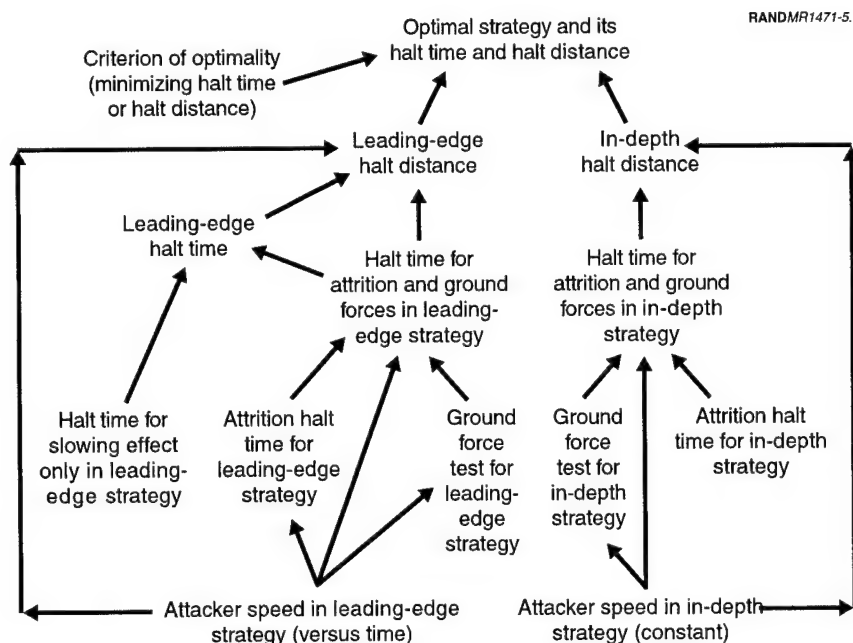 RANDMR1471-5.
Optimal strategy and its
halt time and halt distance
Criterion of optimality
(minimizing halt time
or halt distance)
Leading-edge
halt distance
In-depth
halt distance
Leading-edge
halt time
Halt time for
attrition and ground
forces in leading-
edge strategy
Halt time for
attrition and ground
forces in in-depth
strategy
Halt time for
slowing effect
only in leading-
edge strategy
Attrition halt
time for
leading-edge
strategy
Ground
force
test for
leading-
edge
strategy
Ground
force
test for
in-depth
strategy
Attrition halt
time for in-depth
strategy
Attacker speed in leading-edge
strategy (versus time)
Attacker speed in in-depth
strategy (constant)